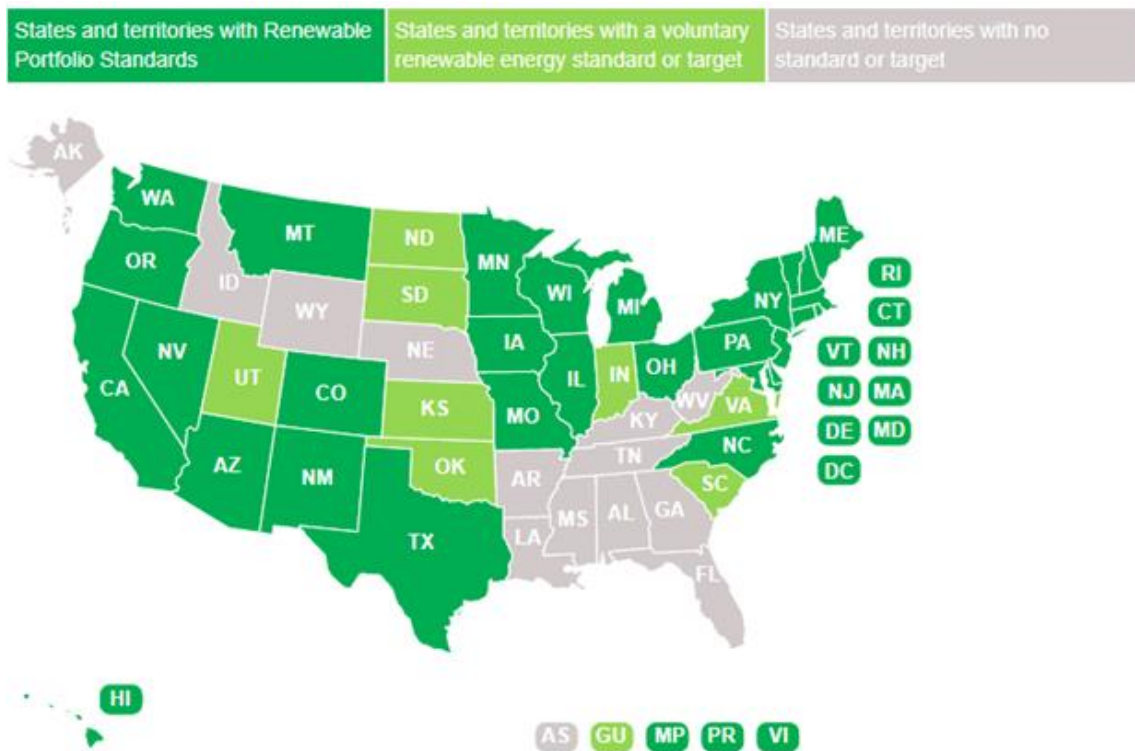 States and territories with Renewable
Portfolio Standards
States and territories with a voluntary
renewable energy standard or target
States and territories with no
standard or target
AK
WA
MT
ND
MN
ME
OR
ID
SD
WI
MI
NY
RI
WY
CT
NV
NE
IA
PA
VT
NH
CA
UT
CO
IL
IN
OH
NJ
MA
KS
MO
WV
VA
KY
DE
MD
AZ
NM
OK
AR
TN
NC
DC
SC
TX
LA
MS
AL
GA
FL
HI
AS
GU
MP
PR
VI